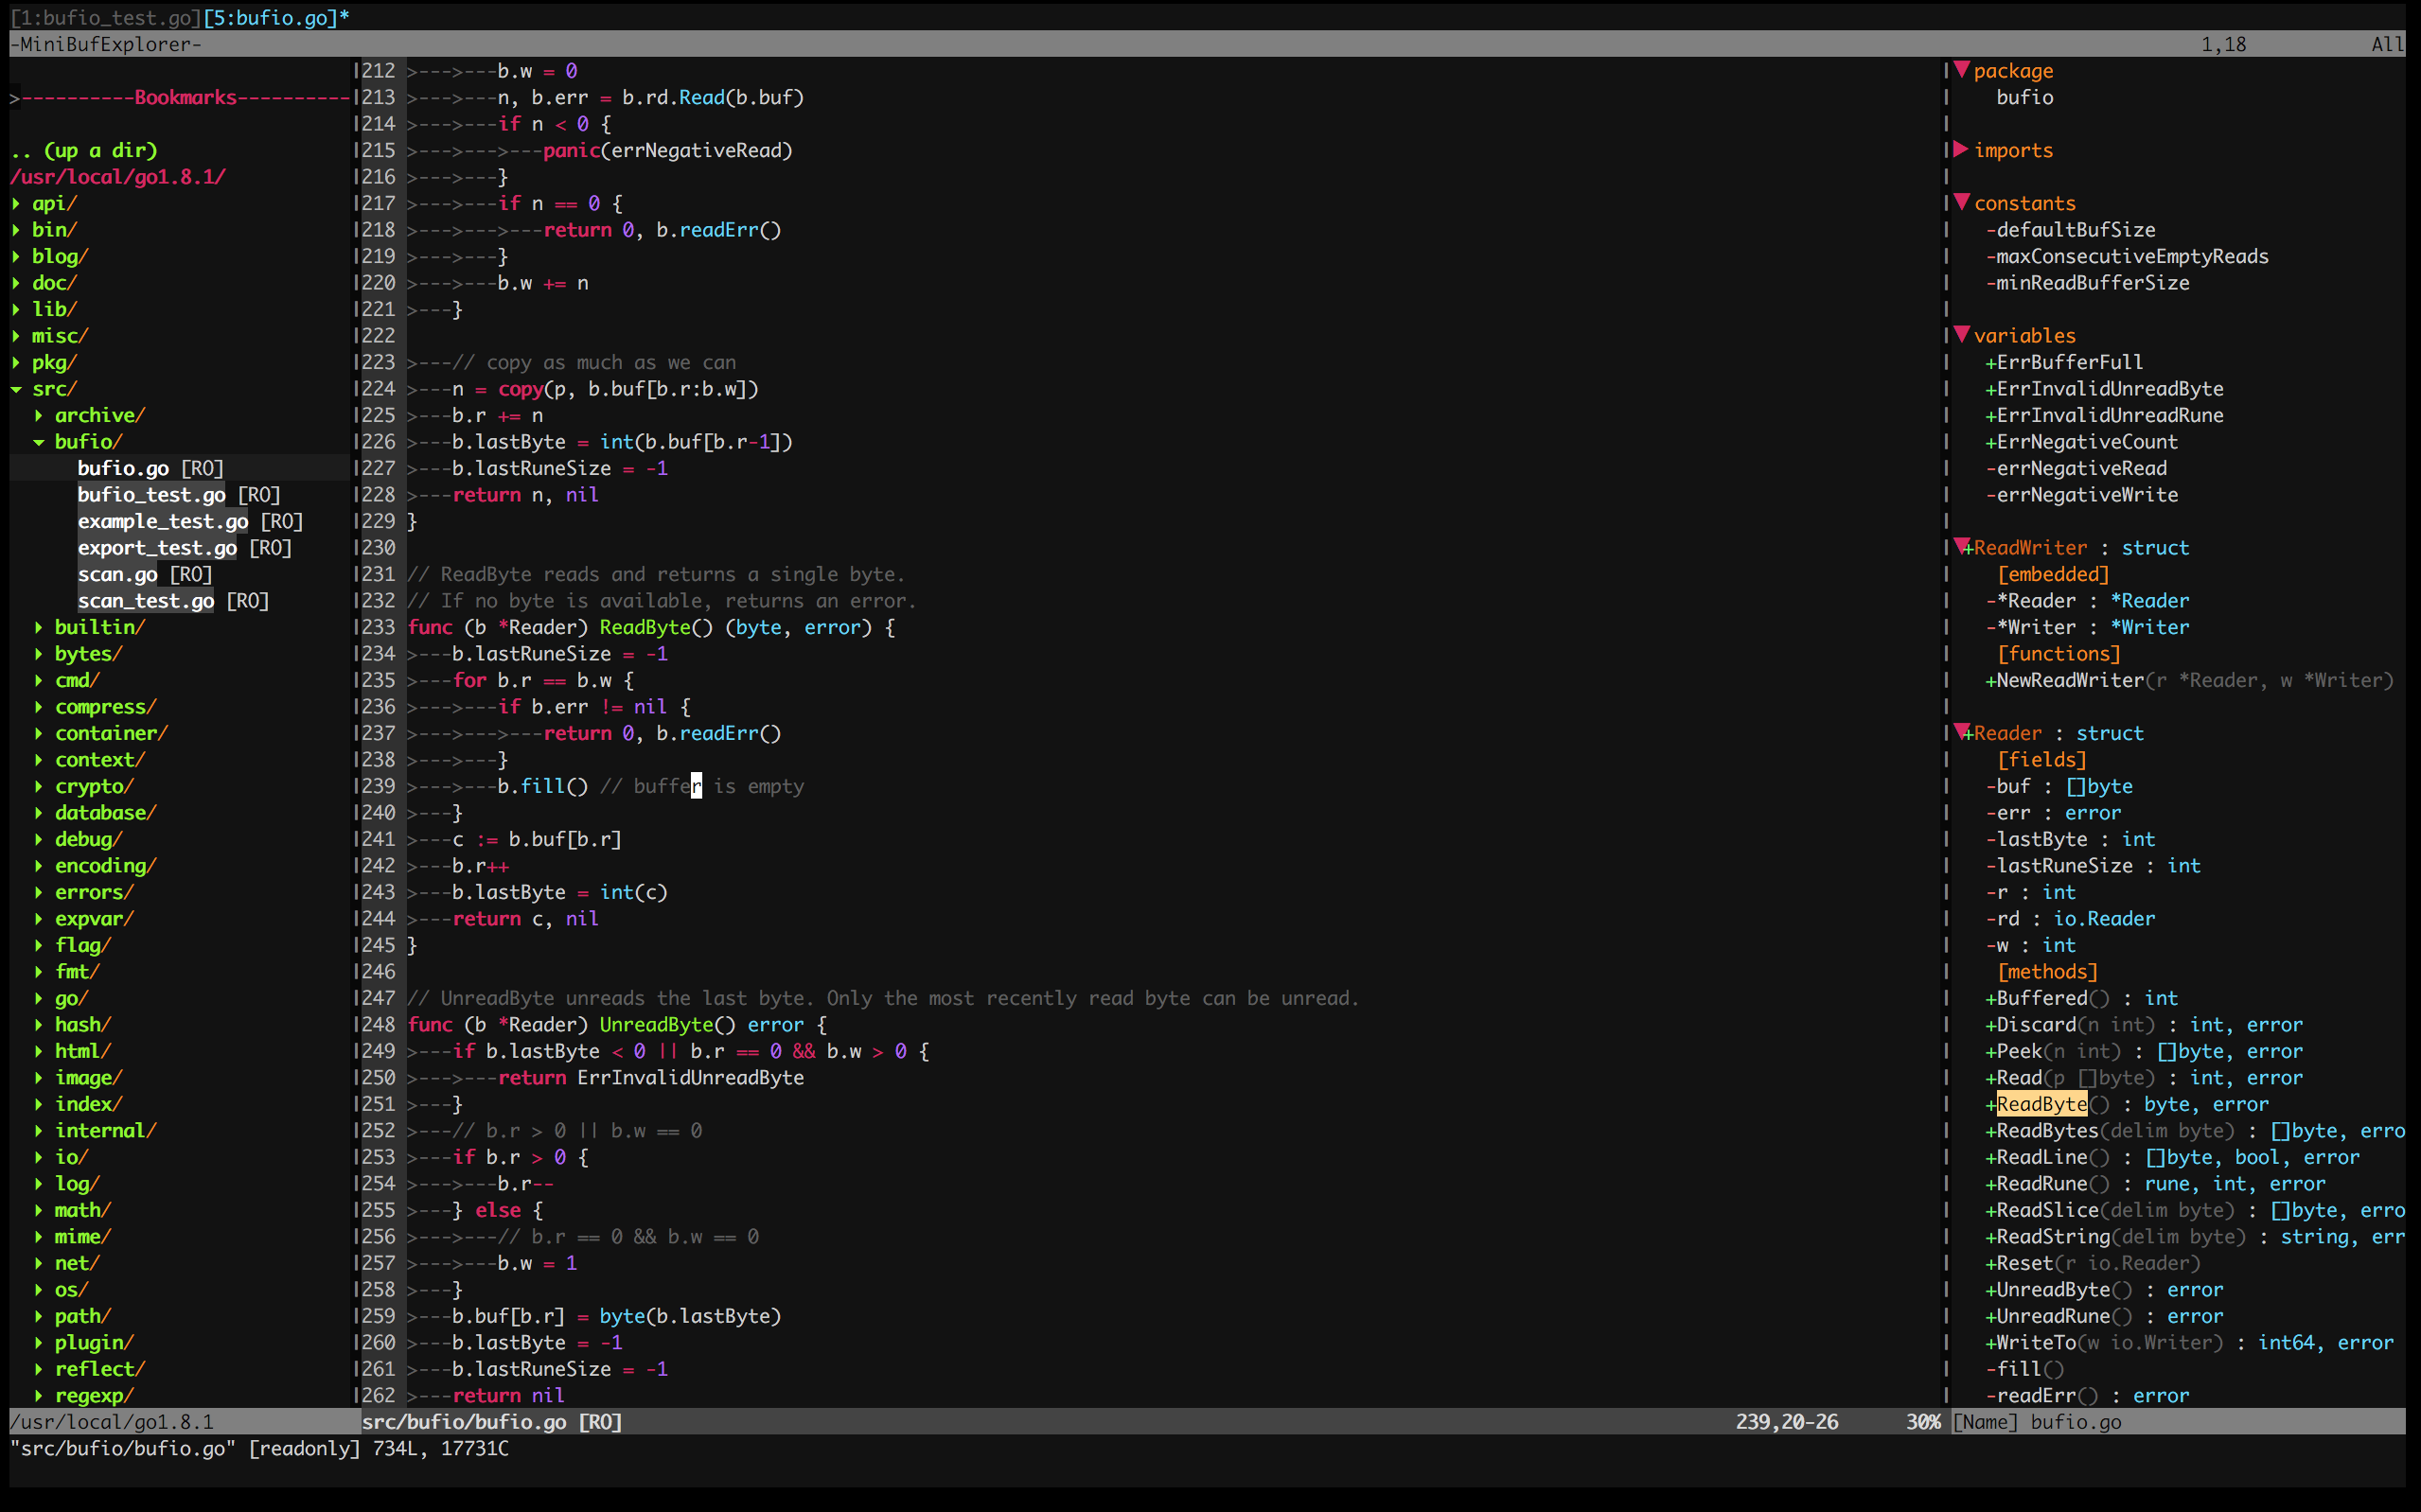 [1:bufio_test.go][5:bufio.go]*
-MiniBufExplorer- 1,18 All
>----------Bookmarks----------
.. (up a dir)
/usr/local/go1.8.1/
▸ api/
▸ bin/
▸ blog/
▸ doc/
▸ lib/
▸ misc/
▸ pkg/
▾ src/
▸ archive/
▾ bufio/
bufio.go [RO]
bufio_test.go [RO]
example_test.go [RO]
export_test.go [RO]
scan.go [RO]
scan_test.go [RO]
▸ builtin/
▸ bytes/
▸ cmd/
▸ compress/
▸ container/
▸ context/
▸ crypto/
▸ database/
▸ debug/
▸ encoding/
▸ errors/
▸ expvar/
▸ flag/
▸ fmt/
▸ go/
▸ hash/
▸ html/
▸ image/
▸ index/
▸ internal/
▸ io/
▸ log/
▸ math/
▸ mime/
▸ net/
▸ os/
▸ path/
▸ plugin/
▸ reflect/
▸ regexp/
/usr/local/go1.8.1
212 >--->---b.w = 0
213 >--->---n, b.err = b.rd.Read(b.buf)
214 >--->---if n < 0 {
215 >--->--->---panic(errNegativeRead)
216 >--->---}
217 >--->---if n == 0 {
218 >--->--->---return 0, b.readErr()
219 >--->---}
220 >--->---b.w += n
221 >---}
222
223 >---// copy as much as we can
224 >---n = copy(p, b.buf[b.r:b.w])
225 >---b.r += n
226 >---b.lastByte = int(b.buf[b.r-1])
227 >---b.lastRuneSize = -1
228 >---return n, nil
229 }
230
231 // ReadByte reads and returns a single byte.
232 // If no byte is available, returns an error.
233 func (b *Reader) ReadByte() (byte, error) {
234 >---b.lastRuneSize = -1
235 >---for b.r == b.w {
236 >--->---if b.err != nil {
237 >--->--->---return 0, b.readErr()
238 >--->---}
239 >--->---b.fill() // buffer is empty
240 >---}
241 >---c := b.buf[b.r]
242 >---b.r++
243 >---b.lastByte = int(c)
244 >---return c, nil
245 }
246
247 // UnreadByte unreads the last byte. Only the most recently read byte can be unread.
248 func (b *Reader) UnreadByte() error {
249 >---if b.lastByte < 0 || b.r == 0 && b.w > 0 {
250 >--->---return ErrInvalidUnreadByte
251 >---}
252 >---// b.r > 0 || b.w == 0
253 >---if b.r > 0 {
254 >--->---b.r--
255 >---} else {
256 >--->---// b.r == 0 && b.w == 0
257 >--->---b.w = 1
258 >---}
259 >---b.buf[b.r] = byte(b.lastByte)
260 >---b.lastByte = -1
261 >---b.lastRuneSize = -1
262 >---return nil
src/bufio/bufio.go [RO] 239,20-26 30%
▼ package
bufio
▶ imports
▼ constants
-defaultBufSize
-maxConsecutiveEmptyReads
-minReadBufferSize
▼ variables
+ErrBufferFull
+ErrInvalidUnreadByte
+ErrInvalidUnreadRune
+ErrNegativeCount
-errNegativeRead
-errNegativeWrite
▼+ReadWriter : struct
[embedded]
-*Reader : *Reader
-*Writer : *Writer
[functions]
+NewReadWriter(r *Reader, w *Writer)
▼+Reader : struct
[fields]
-buf : []byte
-err : error
-lastByte : int
-lastRuneSize : int
-r : int
-rd : io.Reader
-w : int
[methods]
+Buffered() : int
+Discard(n int) : int, error
+Peek(n int) : []byte, error
+Read(p []byte) : int, error
+ReadByte() : byte, error
+ReadBytes(delim byte) : []byte, erro
+ReadLine() : []byte, bool, error
+ReadRune() : rune, int, error
+ReadSlice(delim byte) : []byte, erro
+ReadString(delim byte) : string, err
+Reset(r io.Reader)
+UnreadByte() : error
+UnreadRune() : error
+WriteTo(w io.Writer) : int64, error
-fill()
-readErr() : error
[Name] bufio.go
"src/bufio/bufio.go" [readonly] 734L, 17731C